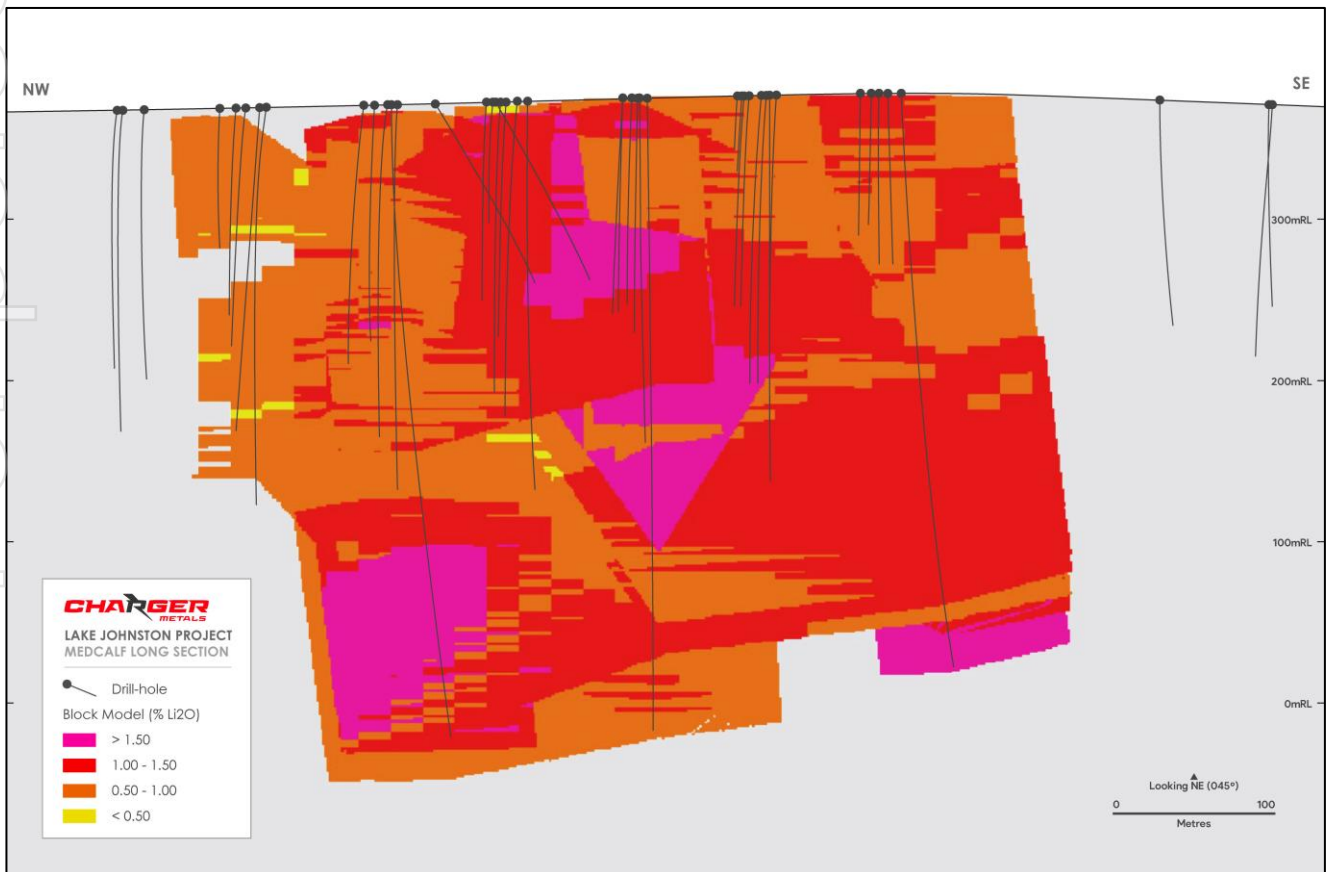 NW
SE
300mRL
200mRL
100mRL
0mRL
CHARGER
METALS
LAKE JOHNSTON PROJECT
MEDCALF LONG SECTION
Drill-hole
Block Model (% Li2O)
> 1.50
1.00 - 1.50
0.50 - 1.00
< 0.50
Looking NE (045°)
0 100
Metres